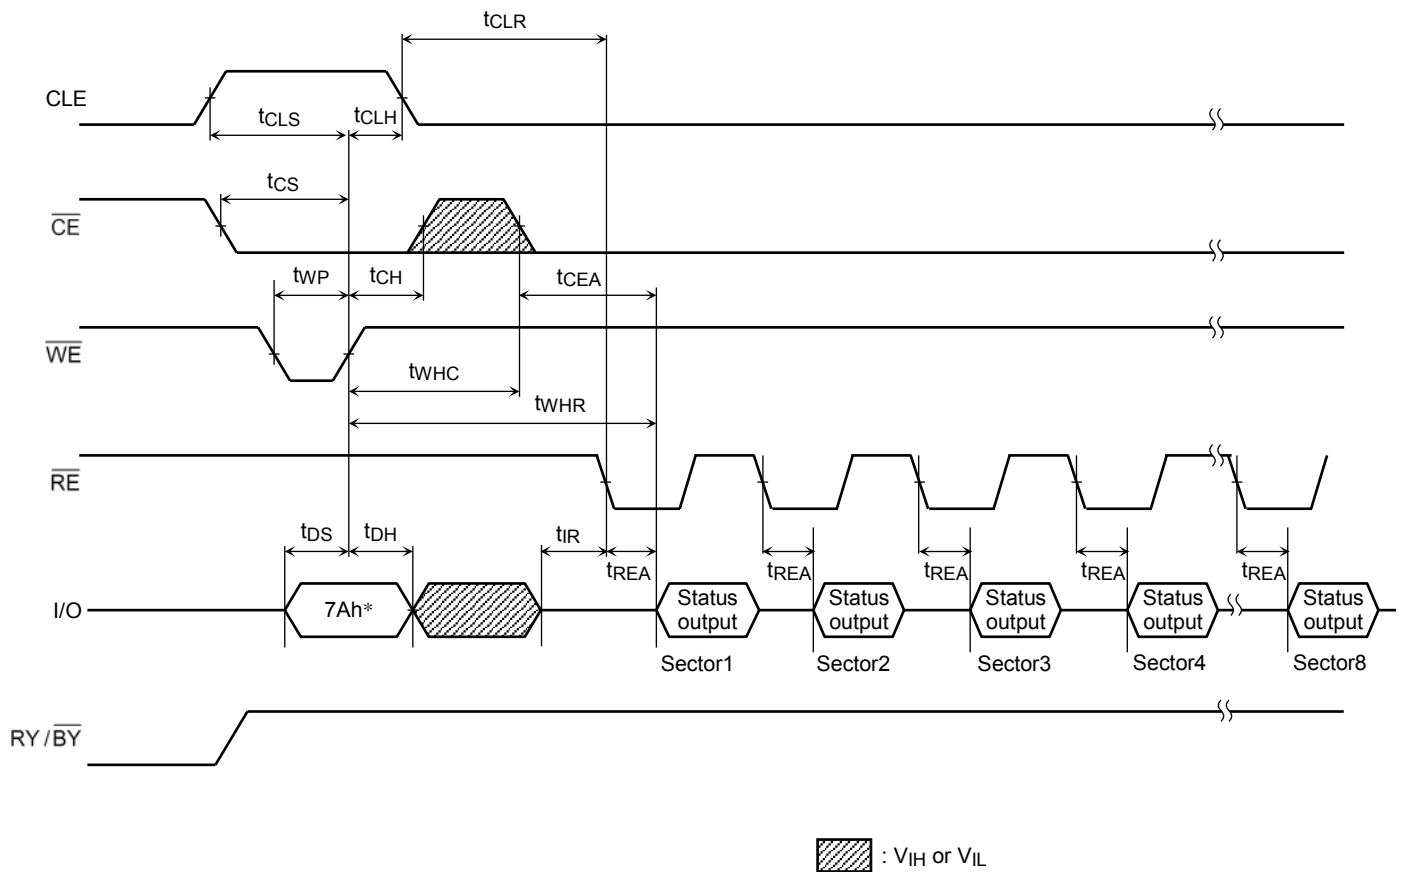 tCLR
CLE
tCLS
tCLH
tCS
CE
tWP
tCH
tCEA
WE
tWHC
tWHR
RE
tDS
tDH
tIR
tREA
tREA
tREA
tREA
tREA
I/O
7Ah*
Status output
Status output
Status output
Status output
Status output
Sector1
Sector2
Sector3
Sector4
Sector8
RY/BY
: VIH or VIL